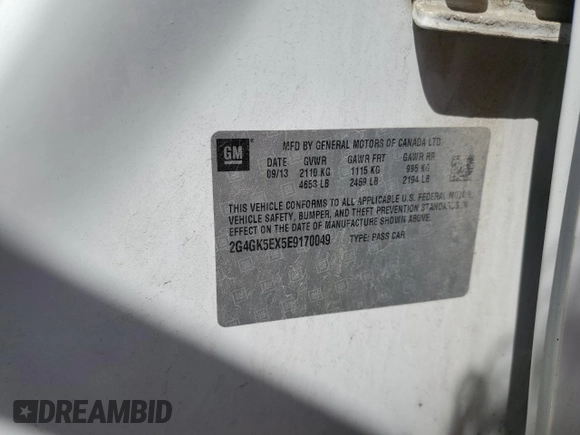 GM
MFD BY GENERAL MOTORS OF CANADA LTD
DATE GVWR GAWR FRT GAWR RR
09/13 2110 KG 1115 KG 995 KG
4653 LB 2459 LB 2194 LB
THIS VEHICLE CONFORMS TO ALL APPLICABLE U.S. FEDERAL MOTOR
VEHICLE SAFETY, BUMPER, AND THEFT PREVENTION STANDARDS IN
EFFECT ON THE DATE OF MANUFACTURE SHOWN ABOVE.
2G4GK5EX5E9170049 TYPE: PASS CAR
DREAMBID